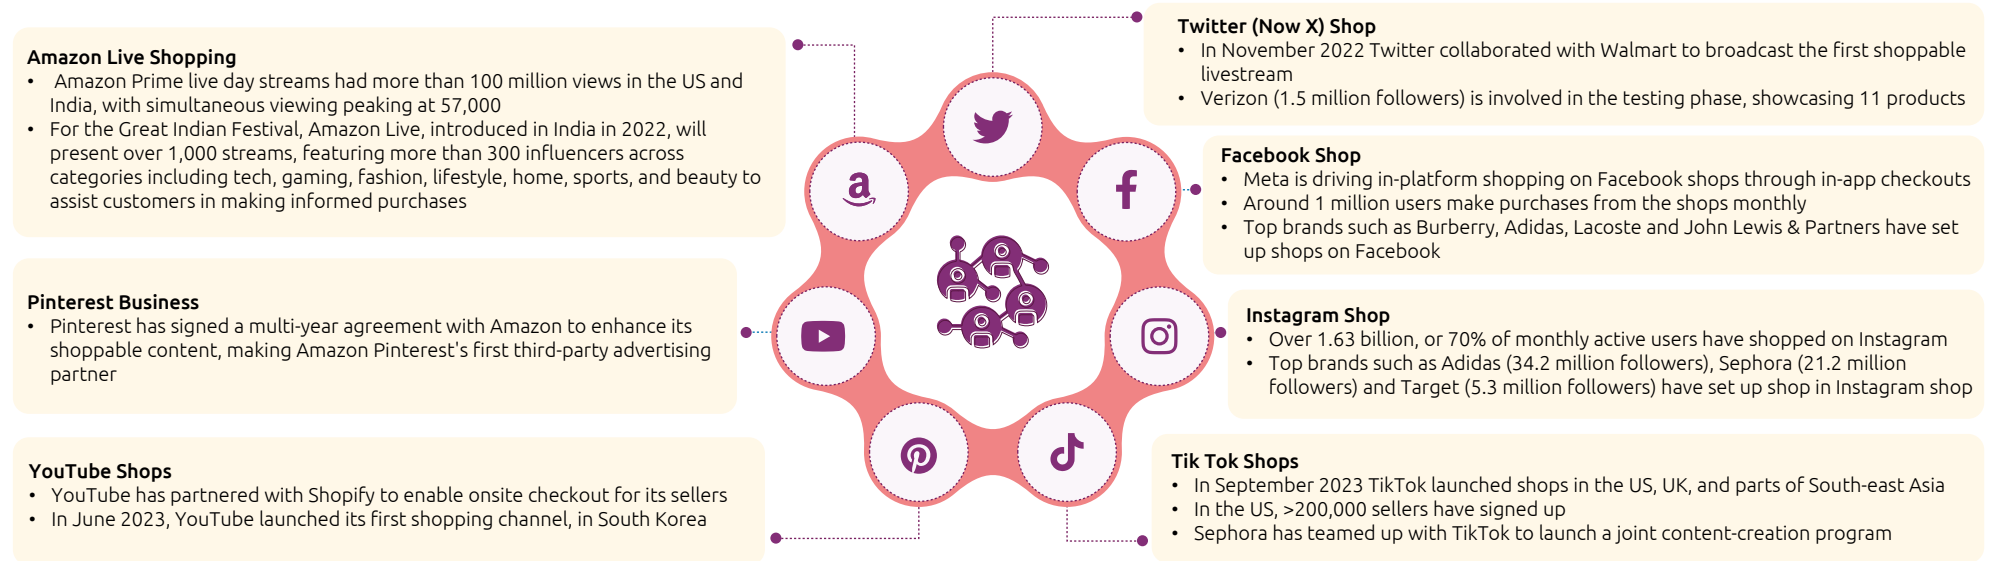 Amazon Live Shopping
• Amazon Prime live day streams had more than 100 million views in the US and
India, with simultaneous viewing peaking at 57,000
• For the Great Indian Festival, Amazon Live, introduced in India in 2022, will
present over 1,000 streams, featuring more than 300 influencers across
categories including tech, gaming, fashion, lifestyle, home, sports, and beauty to
assist customers in making informed purchases
Pinterest Business
• Pinterest has signed a multi-year agreement with Amazon to enhance its
shoppable content, making Amazon Pinterest's first third-party advertising
partner
YouTube Shops
• YouTube has partnered with Shopify to enable onsite checkout for its sellers
• In June 2023, YouTube launched its first shopping channel, in South Korea
Twitter (Now X) Shop
• In November 2022 Twitter collaborated with Walmart to broadcast the first shoppable
livestream
• Verizon (1.5 million followers) is involved in the testing phase, showcasing 11 products
Facebook Shop
• Meta is driving in-platform shopping on Facebook shops through in-app checkouts
• Around 1 million users make purchases from the shops monthly
• Top brands such as Burberry, Adidas, Lacoste and John Lewis & Partners have set
up shops on Facebook
Instagram Shop
• Over 1.63 billion, or 70% of monthly active users have shopped on Instagram
• Top brands such as Adidas (34.2 million followers), Sephora (21.2 million
followers) and Target (5.3 million followers) have set up shop in Instagram shop
Tik Tok Shops
• In September 2023 TikTok launched shops in the US, UK, and parts of South-east Asia
• In the US, >200,000 sellers have signed up
• Sephora has teamed up with TikTok to launch a joint content-creation program